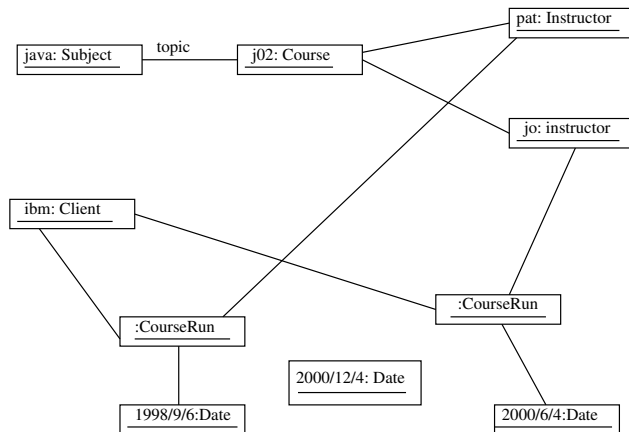 pat: Instructor
java: Subject
topic
j02: Course
jo: instructor
ibm: Client
:CourseRun
:CourseRun
2000/12/4: Date
1998/9/6:Date
2000/6/4:Date